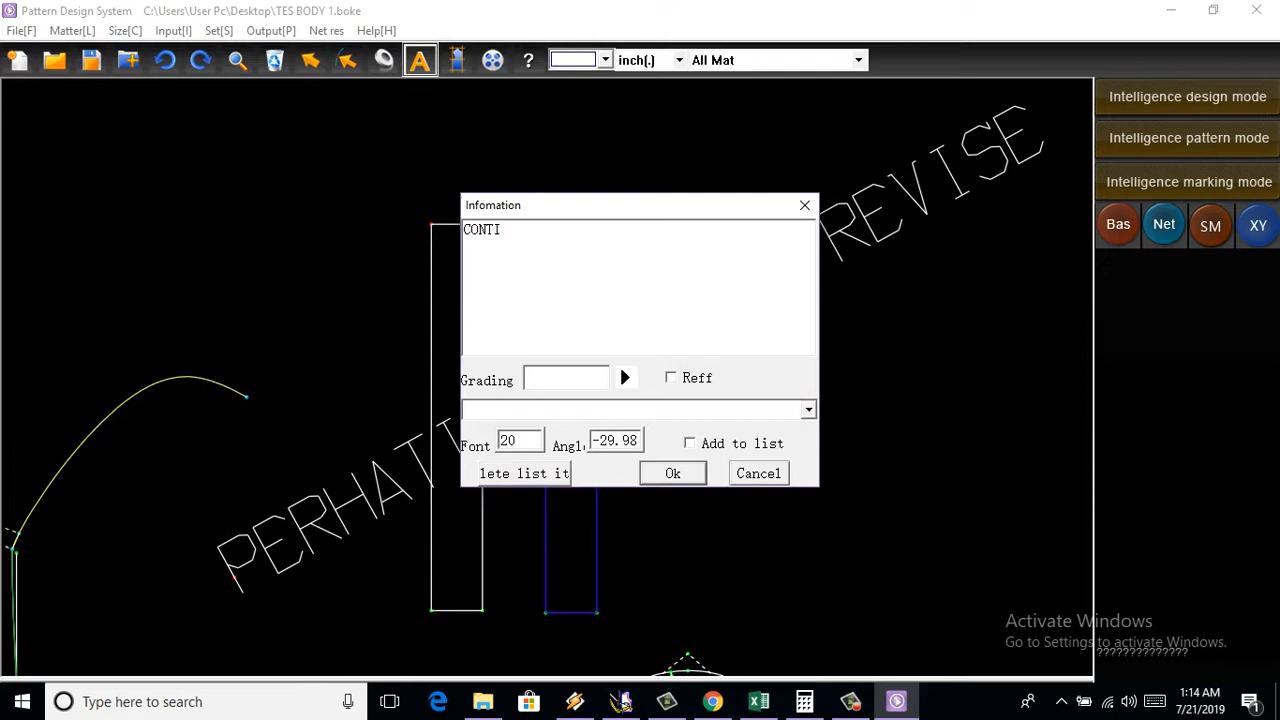 Pattern Design System C:\Users\User Pc\Desktop\TES BODY 1.boke
File[F] Matter[L] Size[C] Input[I] Set[S] Output[P] Net res Help[H]
A ? inch(.) All Mat
Intelligence design mode
Intelligence pattern mode
Intelligence marking mode
Bas Net SM XY
REVISE
Infomation
CONTI
Grading Reff
Font 20 Angl -29.98 Add to list
lete list it Ok Cancel
Activate Windows
Go to Settings to activate Windows.
??????????????
Type here to search
1:14 AM
7/21/2019